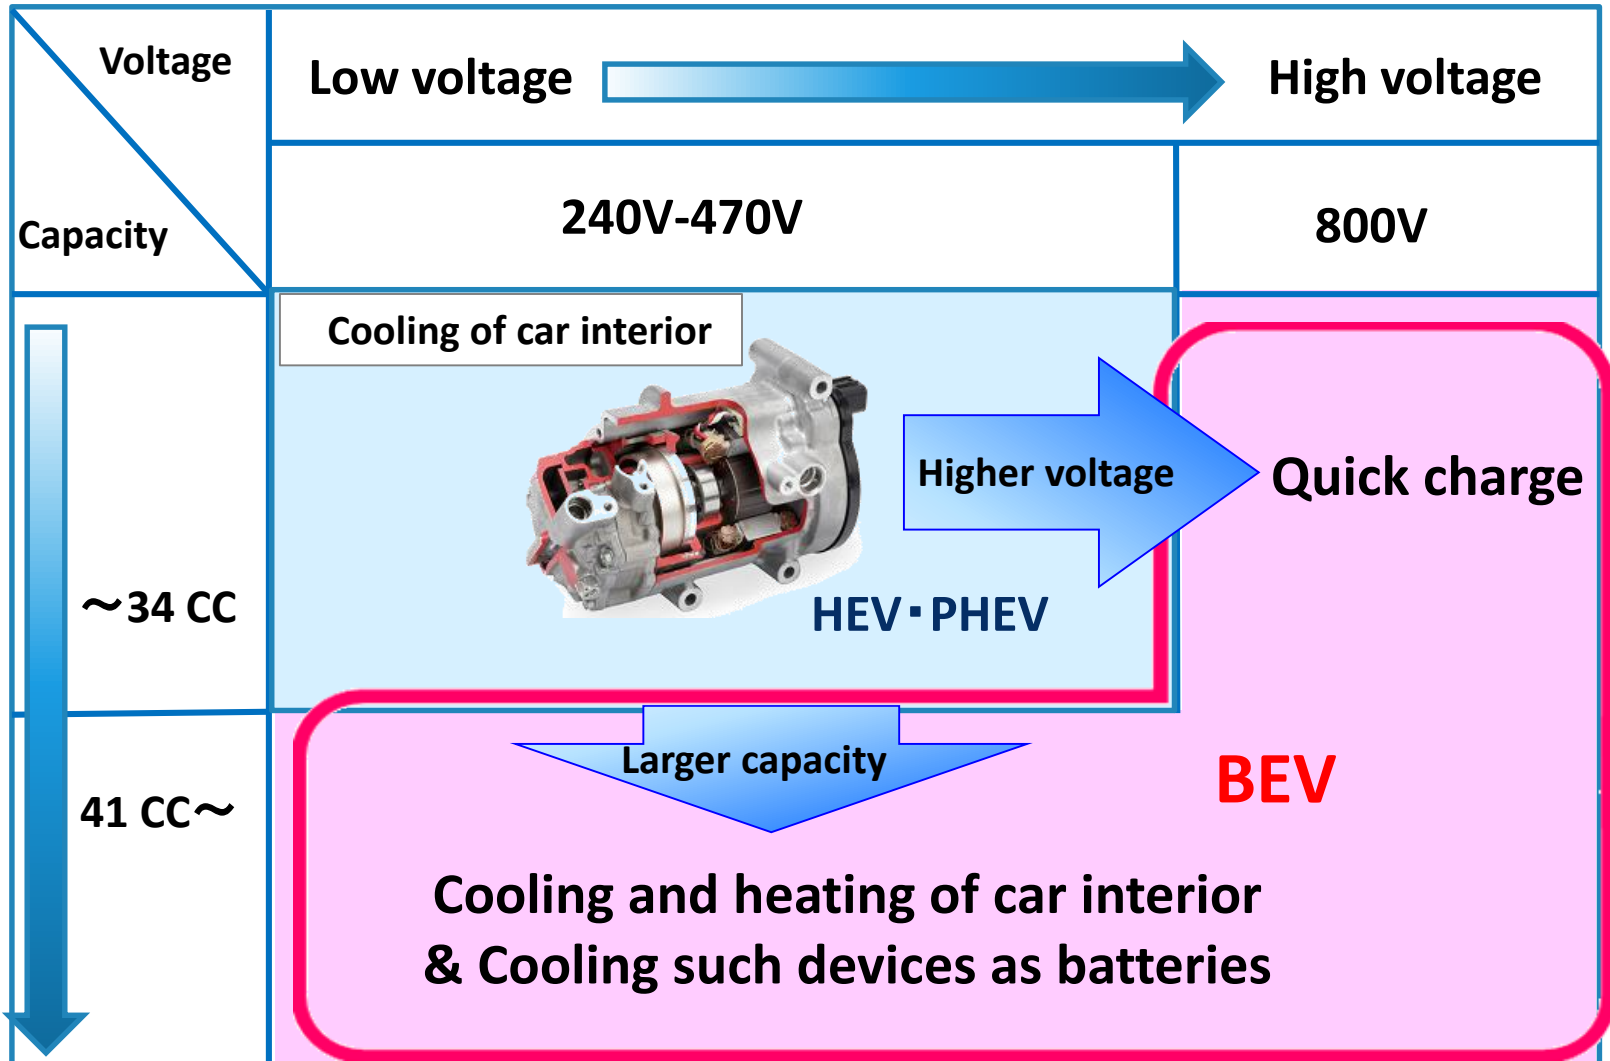 Voltage
Capacity
Low voltage
High voltage
240V-470V
800V
Cooling of car interior
Higher voltage
Quick charge
～34 CC
HEV･PHEV
Larger capacity
BEV
41 CC～
Cooling and heating of car interior
& Cooling such devices as batteries